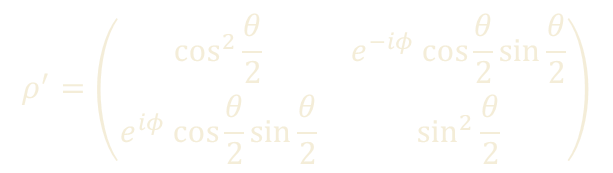 ρ′ = ( cos² θ/2   e^{−iϕ} cos θ/2 sin θ/2
e^{iϕ} cos θ/2 sin θ/2   sin² θ/2 )